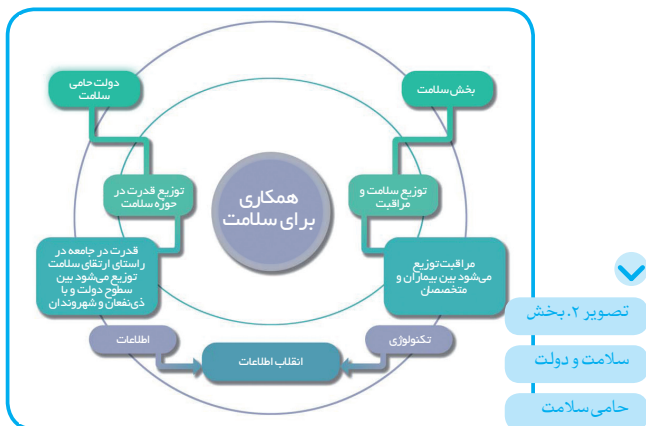 بخش سلامت
دولت حامی
سلامت
توزیع سلامت و
مراقبت
توزیع قدرت در
حوزه سلامت
همکاری
برای سلامت
مراقبت توزیع
می‌شود بین بیماران و
متخصصان
قدرت در جامعه در
راستای ارتقای سلامت
توزیع می‌شود بین
سطوح دولت و با
ذی‌نفعان و شهروندان
تکنولوژی
اطلاعات
انقلاب اطلاعات
تصویر ۲. بخش
سلامت و دولت
حامی سلامت